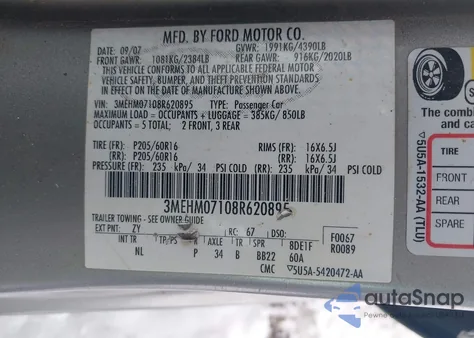 MFD. BY FORD MOTOR CO.
DATE: 09/07 GVWR: 1991KG/4390LB
FRONT GAWR: 1081KG/2384LB REAR GAWR: 916KG/2020LB
THIS VEHICLE CONFORMS TO ALL APPLICABLE FEDERAL MOTOR
VEHICLE SAFETY, BUMPER, AND THEFT PREVENTION STANDARDS
IN EFFECT ON THE DATE OF MANUFACTURE SHOWN ABOVE.
VIN: 3MEHM07108R620895 TYPE: Passenger Car
MAXIMUM LOAD = OCCUPANTS + LUGGAGE = 385KG/ 850LB
OCCUPANTS = 5 TOTAL; 2 FRONT, 3 REAR
TIRE (FR): P205/60R16 RIMS (FR): 16X6.5J
(RR): P205/60R16 (RR): 16X6.5J
PRESSURE (FR): 235 kPa/ 34 PSI COLD
(RR): 235 kPa/ 34 PSI COLD
3MEHM07108R620895
TRAILER TOWING - SEE OWNER GUIDE
EXT PNT: ZY RC: 67 DSO: F0067
INT TR TP/PS R AXLE TR SPR 8DE1F R0089
NL P 34 B BB22 60A
CMC ▽5U5A-5420472-AA
▽5U5A-1532-AA (TLU)
The
and ca
TIRE
FRONT
REAR
SPARE
autaSnap